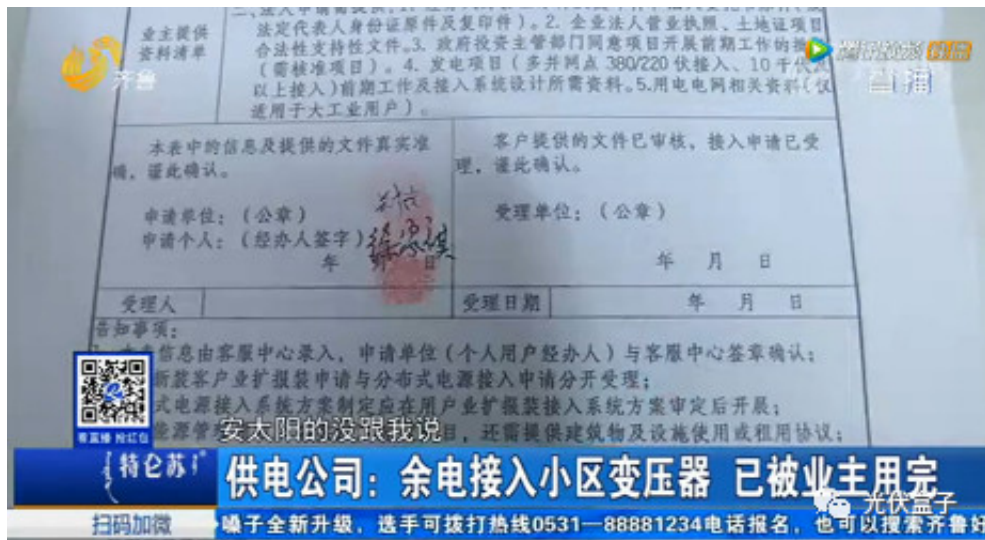 业主提供
资料清单
法定代表人身份证原件及复印件）。2. 企业法人营业执照、土地证项目
合法性支持性文件。3. 政府投资主管部门同意项目开展前期工作的
（需核准项目）。4. 发电项目（多并网点 380/220 伏接入、10 千伏
以上接入）前期工作及接入系统设计所需资料。5.用电电网相关资料（仅
适用于大工业用户）。
齐鲁
直播
本表中的信息及提供的文件真实准
确，谨此确认。
申请单位：（公章）
申请个人：（经办人签字）
年 日
客户提供的文件已审核，接入申请已受
理，谨此确认。
受理单位：（公章）
年 月 日
受理人
受理日期
年 月 日
告知事项：
信息由客服中心录入，申请单位（个人用户经办人）与客服中心签章确认；
新装客户业扩报装申请与分布式电源接入申请分开受理；
式电源接入系统方案制定应在用户业扩报装接入系统方案审定后开展；
能源管
目，还需提供建筑物及设施使用或租用协议；
看直播 抢红包
安太阳的没跟我说
特仑苏
供电公司：余电接入小区变压器 已被业主用完
光伏盒子
扫码加微
嗓子全新升级，选手可拨打热线0531—88881234电话报名，也可以搜索齐鲁好